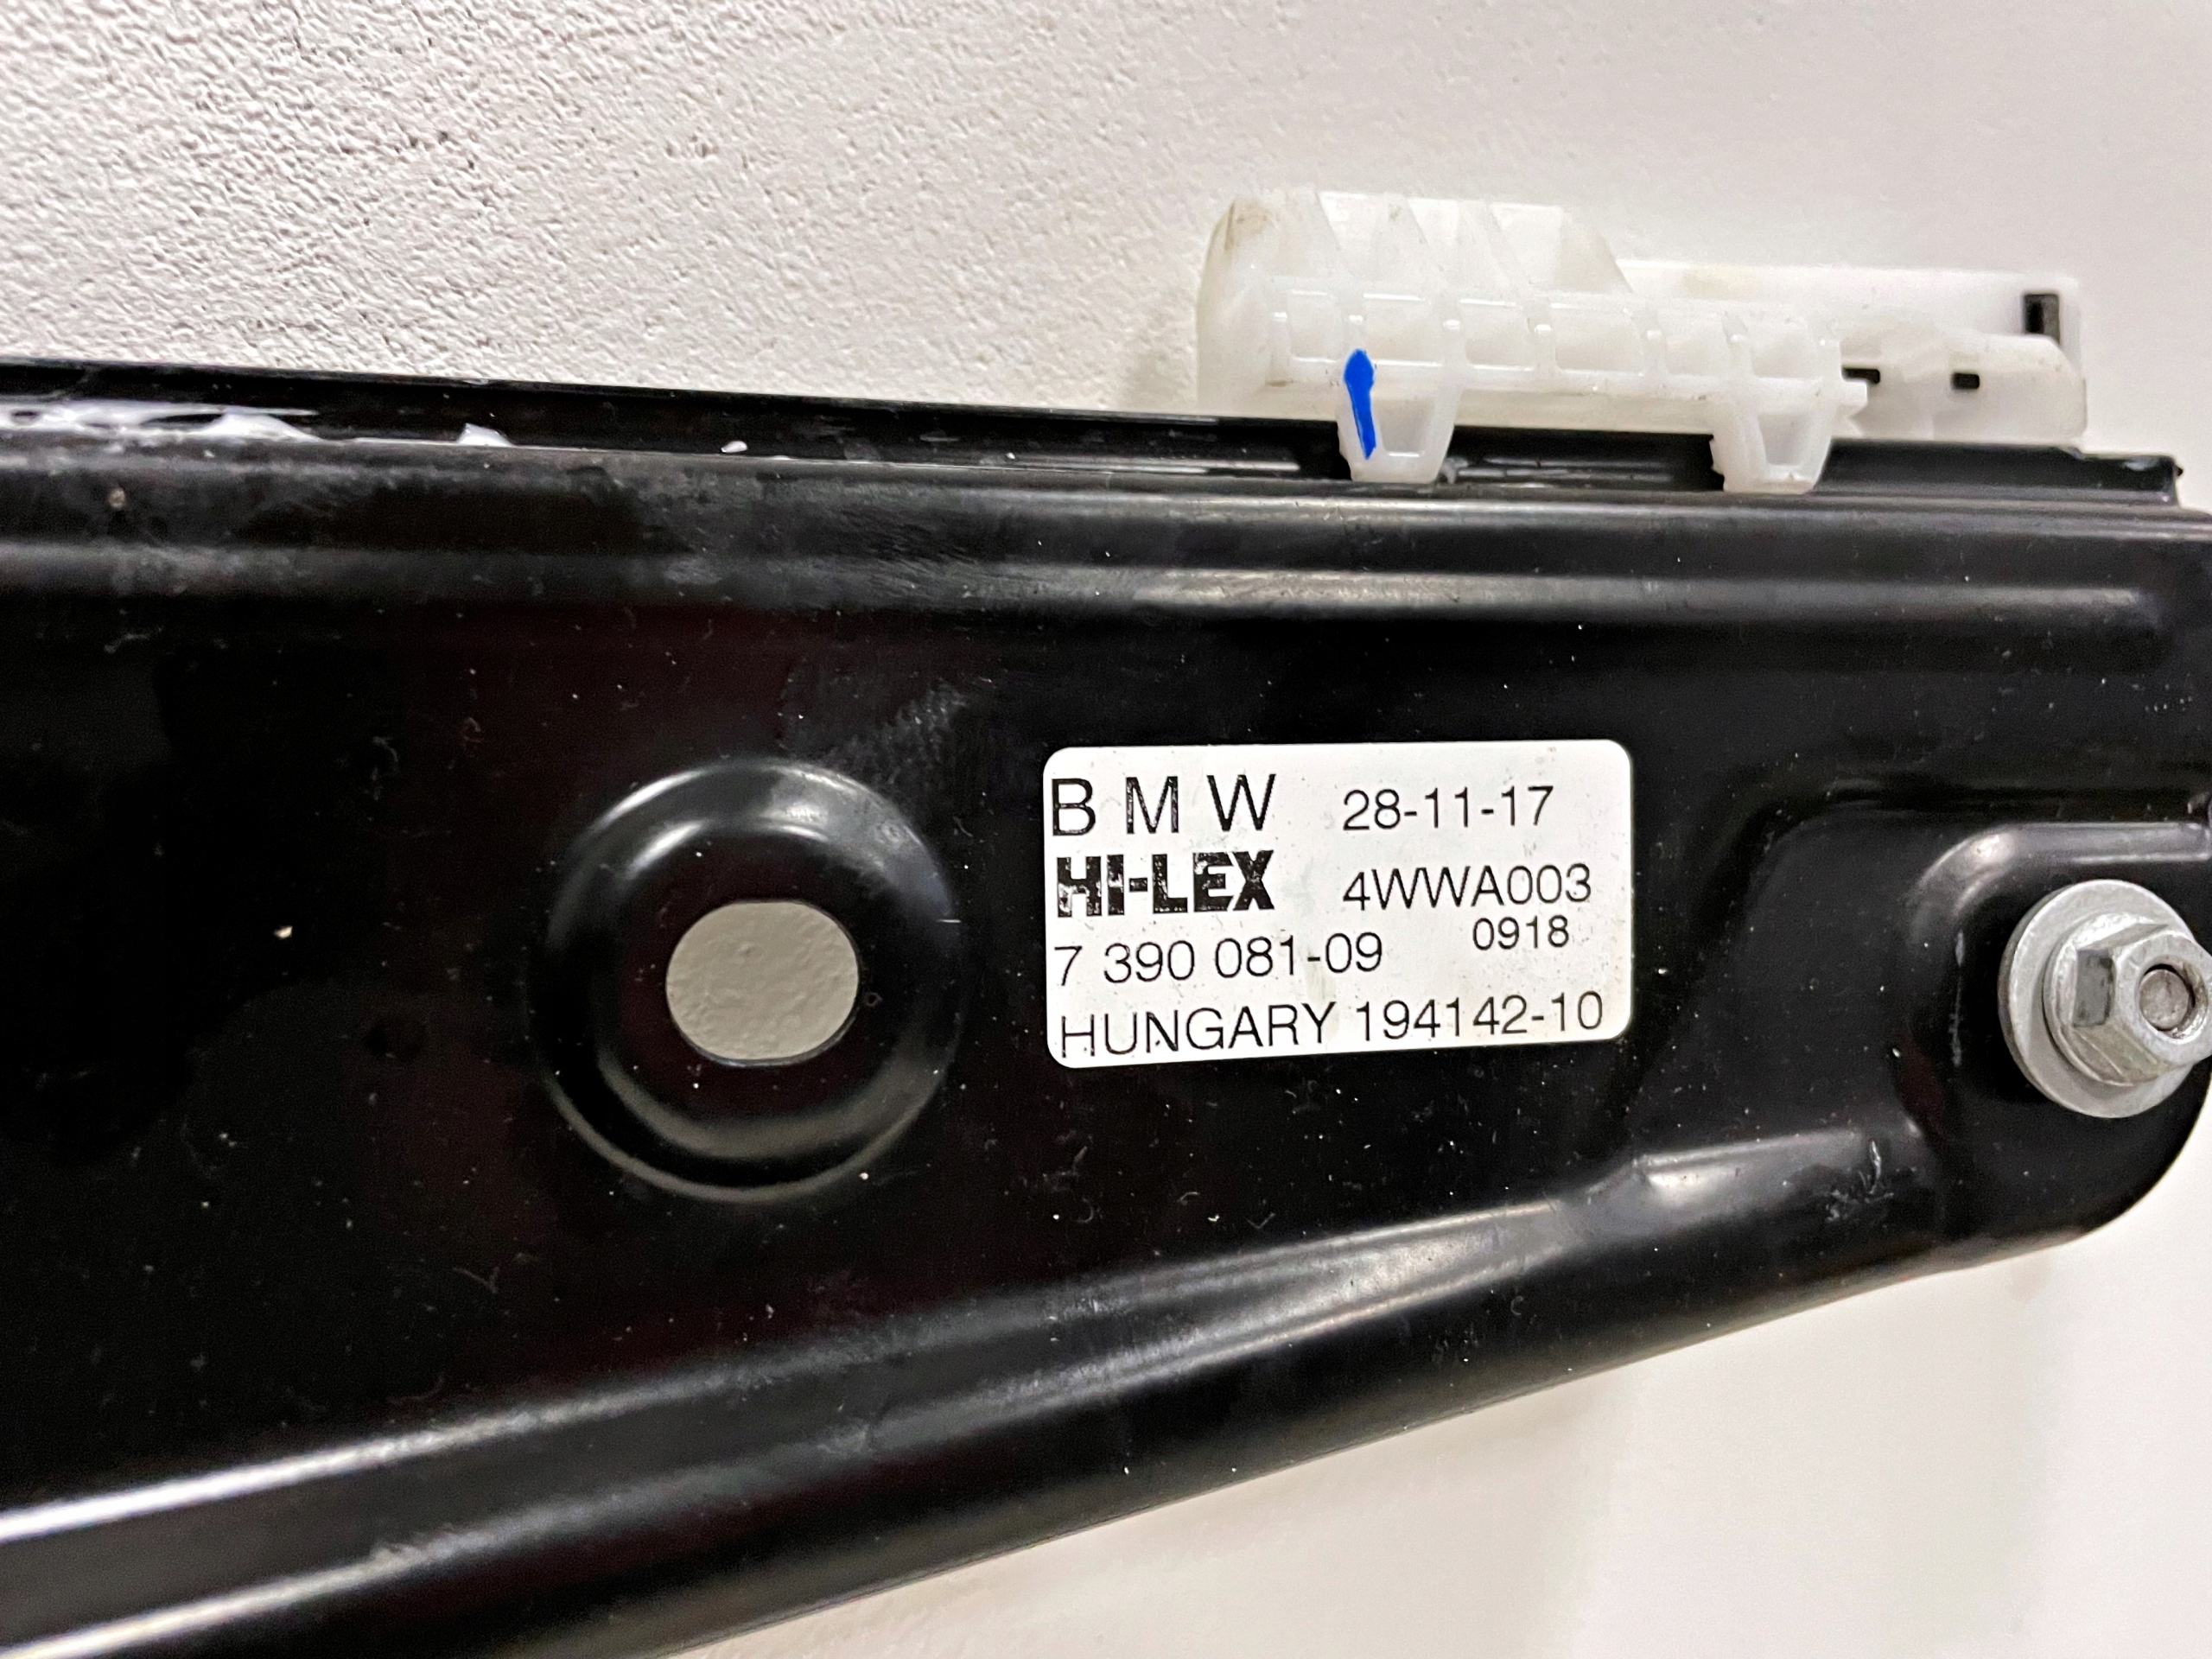 B M W 28-11-17
HI-LEX 4WWA003
0918
7 390 081-09
HUNGARY 194142-10